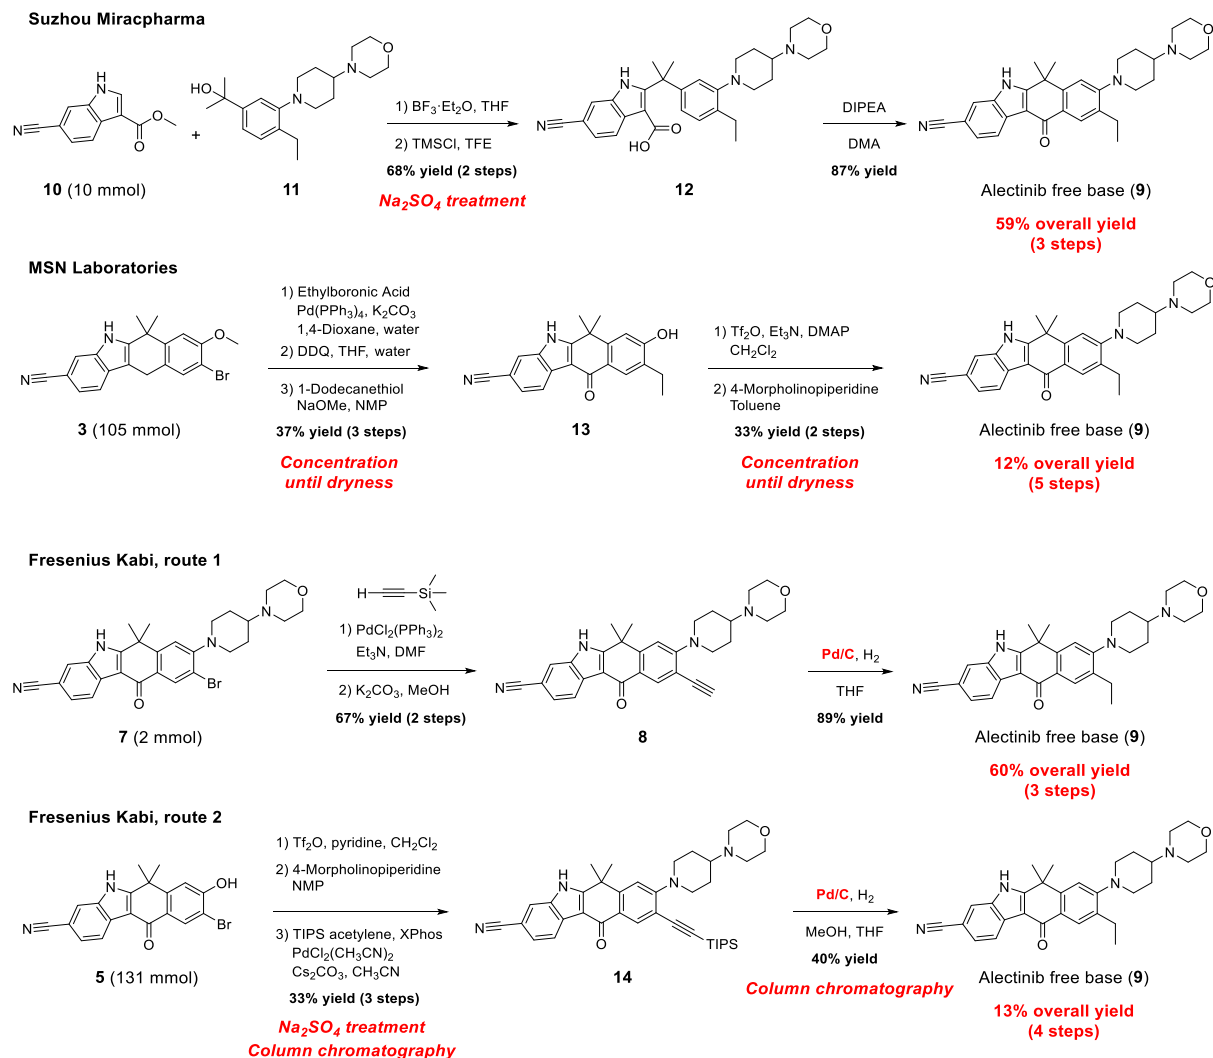 Suzhou Miracpharma
H
N
N
O
HO
N
N≡C
O
O
+
10 (10 mmol)
11
1) BF₃·Et₂O, THF
2) TMSCl, TFE
68% yield (2 steps)
Na₂SO₄ treatment
H
N
N
O
N
N≡
O
HO
12
DIPEA
DMA
87% yield
H
N
N
O
N
N≡
O
Alectinib free base (9)
59% overall yield
(3 steps)
MSN Laboratories
H
N
O
Br
N≡
3 (105 mmol)
1) Ethylboronic Acid
Pd(PPh₃)₄, K₂CO₃
1,4-Dioxane, water
2) DDQ, THF, water
3) 1-Dodecanethiol
NaOMe, NMP
37% yield (3 steps)
Concentration
until dryness
H
N
OH
N≡
O
13
1) Tf₂O, Et₃N, DMAP
CH₂Cl₂
2) 4-Morpholinopiperidine
Toluene
33% yield (2 steps)
Concentration
until dryness
H
N
N
O
N
N≡
O
Alectinib free base (9)
12% overall yield
(5 steps)
Fresenius Kabi, route 1
H
N
N
O
N
Br
N≡
O
7 (2 mmol)
H
Si
1) PdCl₂(PPh₃)₂
Et₃N, DMF
2) K₂CO₃, MeOH
67% yield (2 steps)
H
N
N
O
N
N≡
O
8
Pd/C, H₂
THF
89% yield
H
N
N
O
N
N≡
O
Alectinib free base (9)
60% overall yield
(3 steps)
Fresenius Kabi, route 2
H
N
OH
Br
N≡
O
5 (131 mmol)
1) Tf₂O, pyridine, CH₂Cl₂
2) 4-Morpholinopiperidine
NMP
3) TIPS acetylene, XPhos
PdCl₂(CH₃CN)₂
Cs₂CO₃, CH₃CN
33% yield (3 steps)
Na₂SO₄ treatment
Column chromatography
H
N
N
O
N
N≡
O
TIPS
14
Pd/C, H₂
MeOH, THF
40% yield
Column chromatography
H
N
N
O
N
N≡
O
Alectinib free base (9)
13% overall yield
(4 steps)